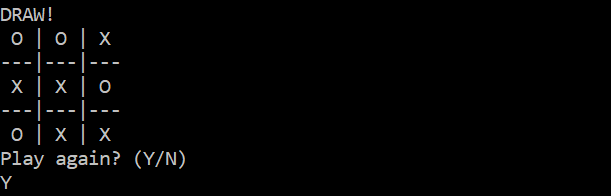 DRAW!
 O | O | X
---|---|---
 X | X | O
---|---|---
 O | X | X
Play again? (Y/N)
Y